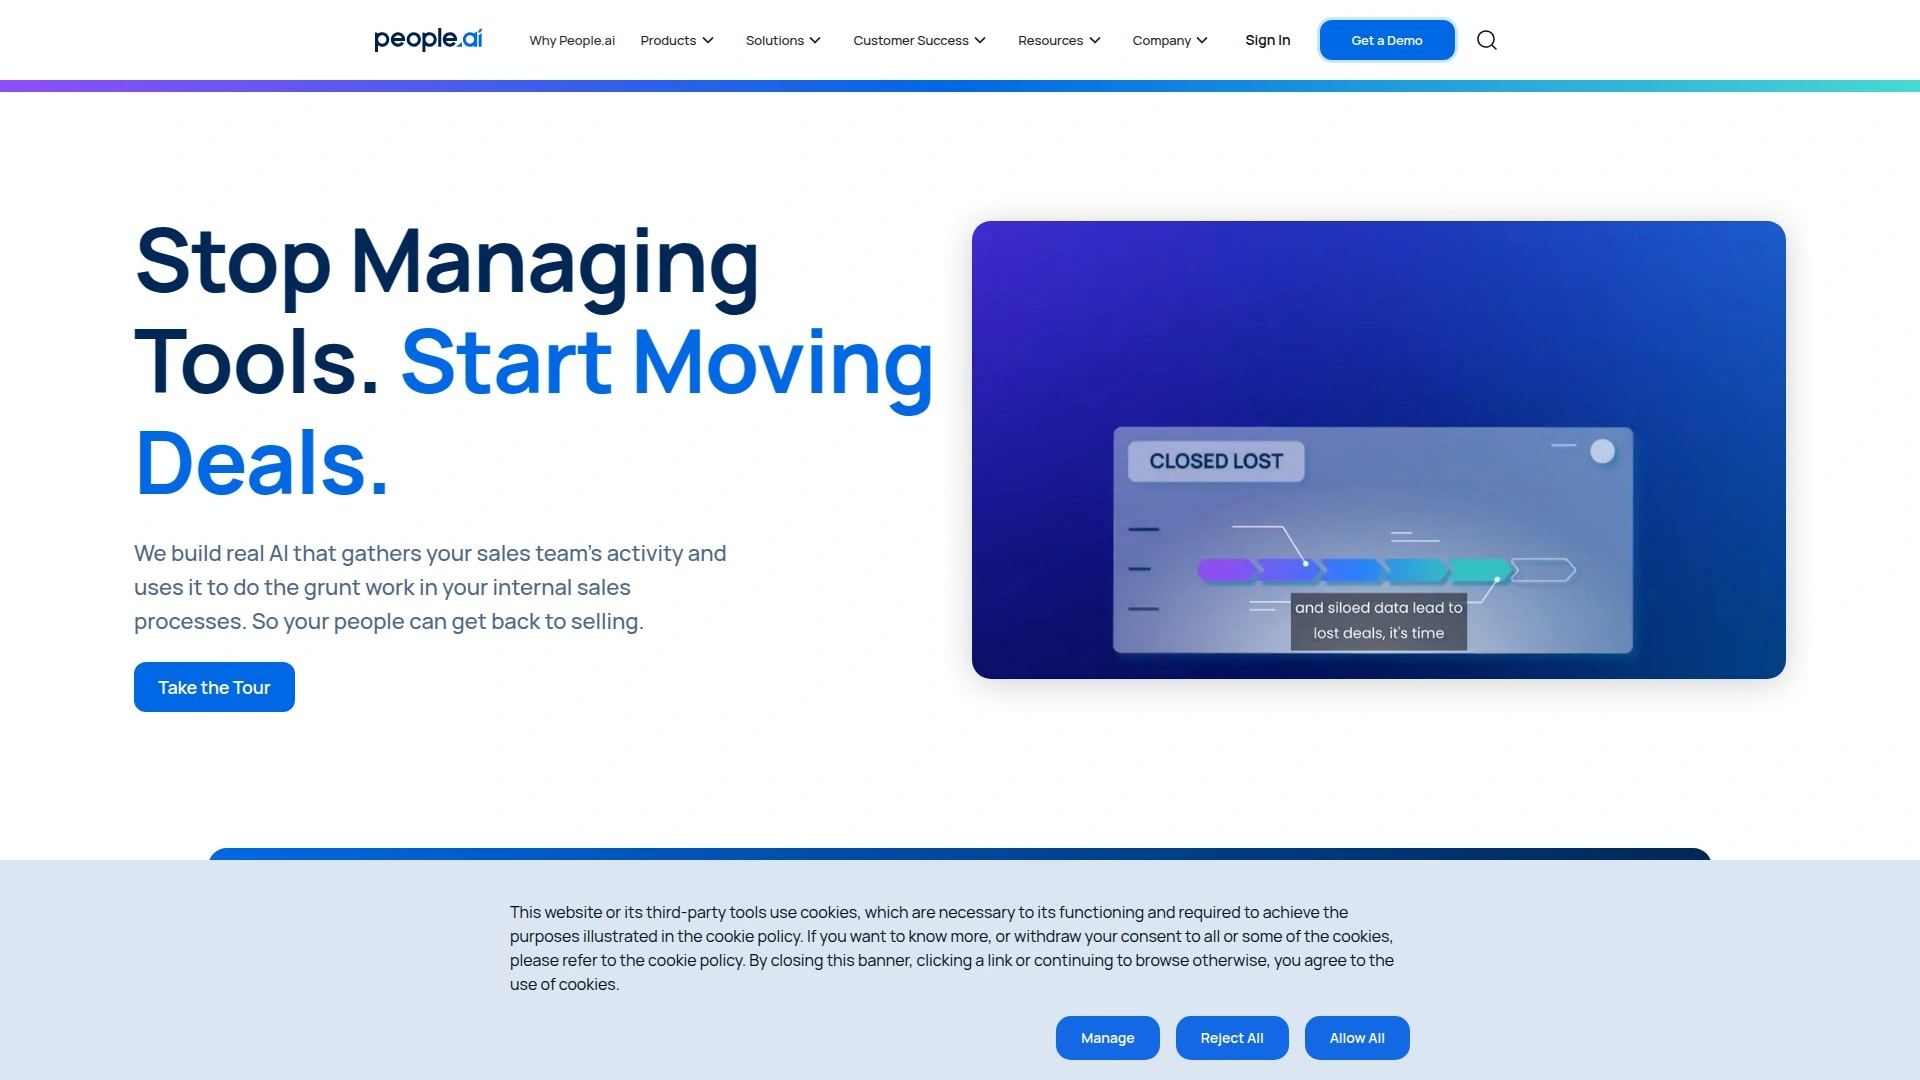 people.ai
Why People.ai
Products
Solutions
Customer Success
Resources
Company
Sign In
Get a Demo
Stop Managing
Tools. Start Moving
Deals.
We build real AI that gathers your sales team's activity and
uses it to do the grunt work in your internal sales
processes. So your people can get back to selling.
Take the Tour
CLOSED LOST
and siloed data lead to
lost deals, it's time
This website or its third-party tools use cookies, which are necessary to its functioning and required to achieve the
purposes illustrated in the cookie policy. If you want to know more, or withdraw your consent to all or some of the cookies,
please refer to the cookie policy. By closing this banner, clicking a link or continuing to browse otherwise, you agree to the
use of cookies.
Manage
Reject All
Allow All